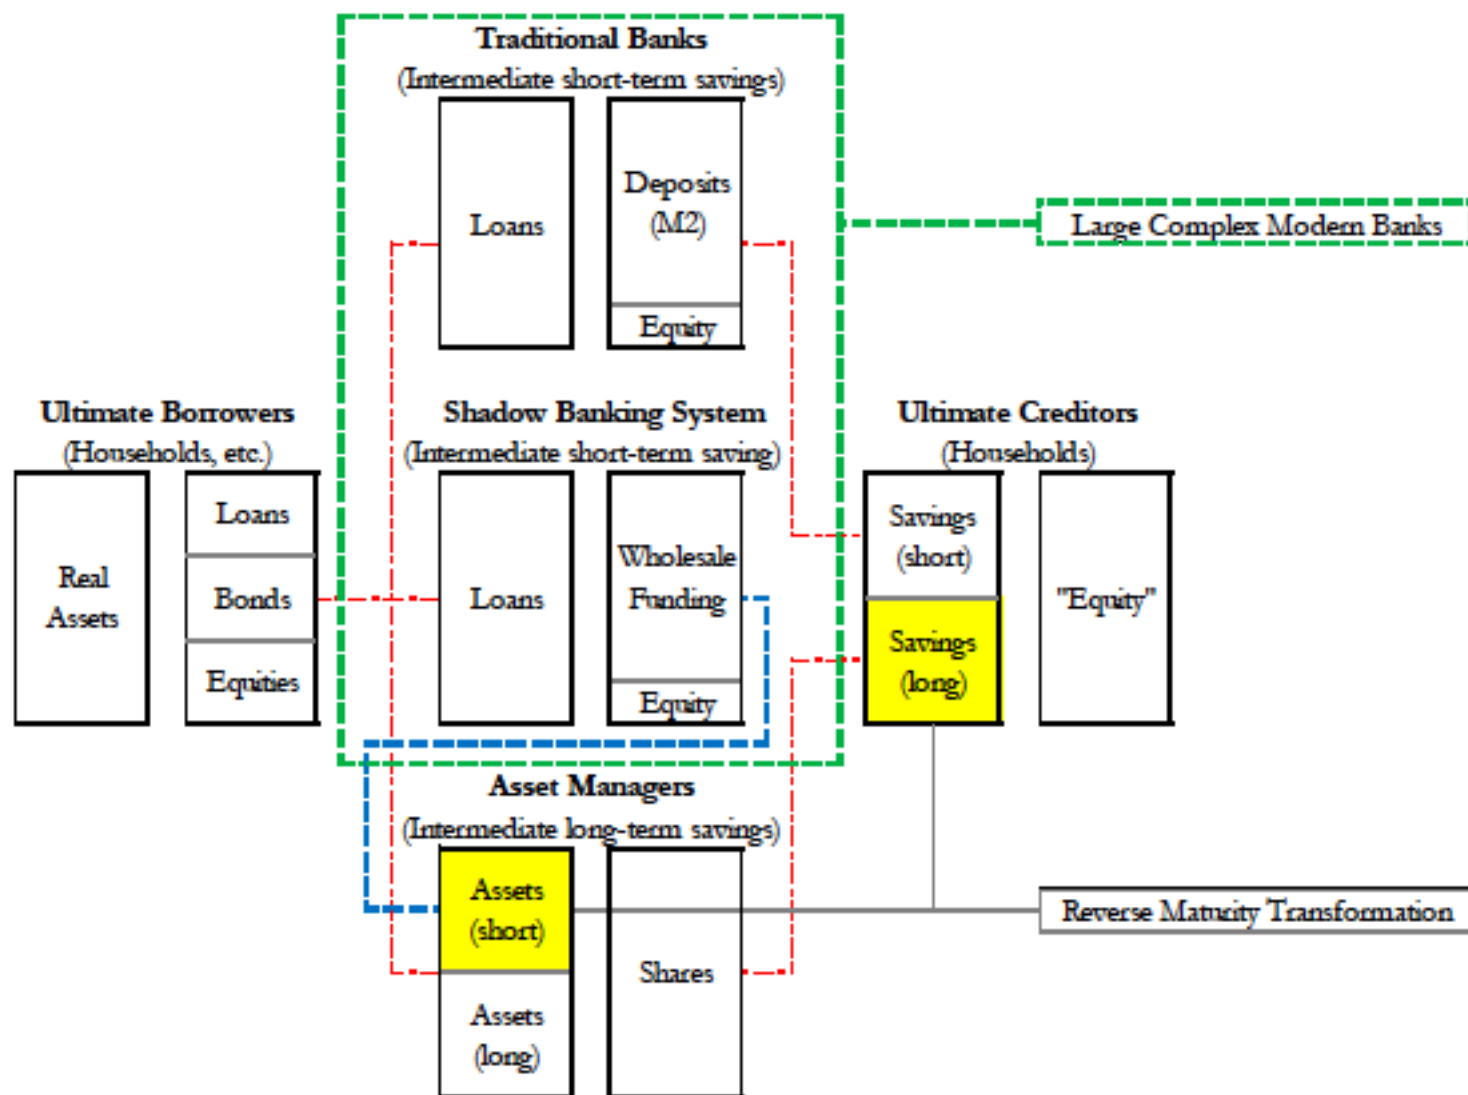 Traditional Banks
(Intermediate short-term savings)
Loans
Deposits
(M2)
Equity
Large Complex Modern Banks
Ultimate Borrowers
(Households, etc.)
Real
Assets
Loans
Bonds
Equities
Shadow Banking System
(Intermediate short-term saving)
Loans
Wholesale
Funding
Equity
Ultimate Creditors
(Households)
Savings
(short)
Savings
(long)
"Equity"
Asset Managers
(Intermediate long-term savings)
Assets
(short)
Assets
(long)
Shares
Reverse Maturity Transformation